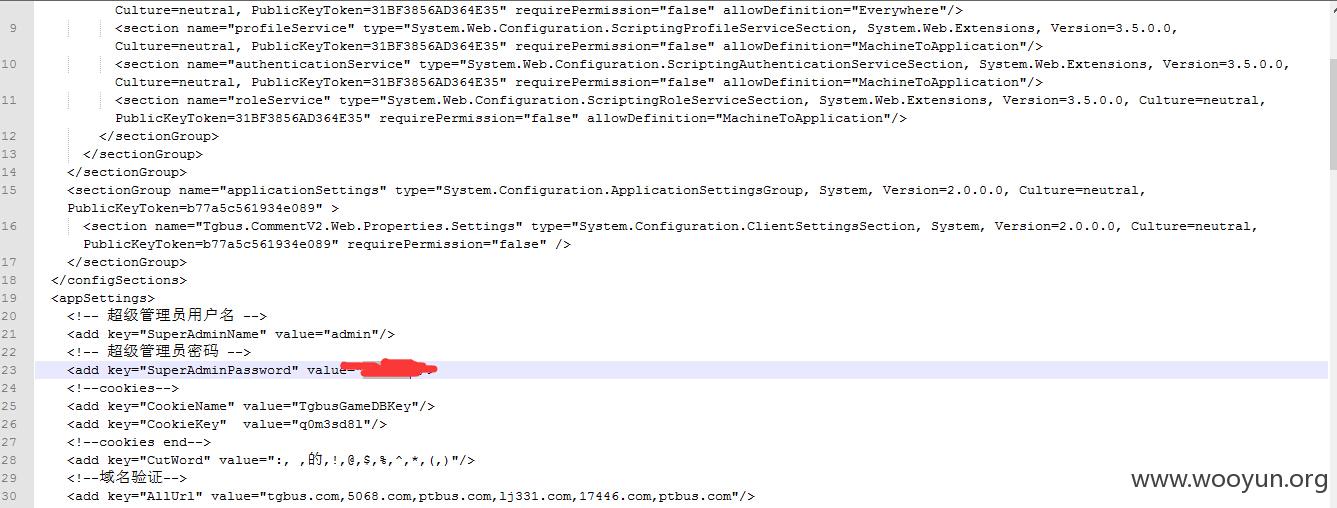 Culture=neutral, PublicKeyToken=31BF3856AD364E35" requirePermission="false" allowDefinition="Everywhere"/>
9 <section name="profileService" type="System.Web.Configuration.ScriptingProfileServiceSection, System.Web.Extensions, Version=3.5.0.0,
Culture=neutral, PublicKeyToken=31BF3856AD364E35" requirePermission="false" allowDefinition="MachineToApplication"/>
10 <section name="authenticationService" type="System.Web.Configuration.ScriptingAuthenticationServiceSection, System.Web.Extensions, Version=3.5.0.0,
Culture=neutral, PublicKeyToken=31BF3856AD364E35" requirePermission="false" allowDefinition="MachineToApplication"/>
11 <section name="roleService" type="System.Web.Configuration.ScriptingRoleServiceSection, System.Web.Extensions, Version=3.5.0.0, Culture=neutral,
PublicKeyToken=31BF3856AD364E35" requirePermission="false" allowDefinition="MachineToApplication"/>
12 </sectionGroup>
13 </sectionGroup>
14 </sectionGroup>
15 <sectionGroup name="applicationSettings" type="System.Configuration.ApplicationSettingsGroup, System, Version=2.0.0.0, Culture=neutral,
PublicKeyToken=b77a5c561934e089" >
16 <section name="Tgbus.CommentV2.Web.Properties.Settings" type="System.Configuration.ClientSettingsSection, System, Version=2.0.0.0, Culture=neutral,
PublicKeyToken=b77a5c561934e089" requirePermission="false" />
17 </sectionGroup>
18 </configSections>
19 <appSettings>
20 <!-- 超级管理员用户名 -->
21 <add key="SuperAdminName" value="admin"/>
22 <!-- 超级管理员密码 -->
23 <add key="SuperAdminPassword" value=
24 <!--cookies-->
25 <add key="CookieName" value="TgbusGameDBKey"/>
26 <add key="CookieKey" value="q0m3sd8l"/>
27 <!--cookies end-->
28 <add key="CutWord" value=":, ,的,!,@,$,%,^,*,(,)"/>
29 <!--域名验证-->
30 <add key="AllUrl" value="tgbus.com,5068.com,ptbus.com,lj331.com,17446.com,ptbus.com"/>
www.wooyun.org